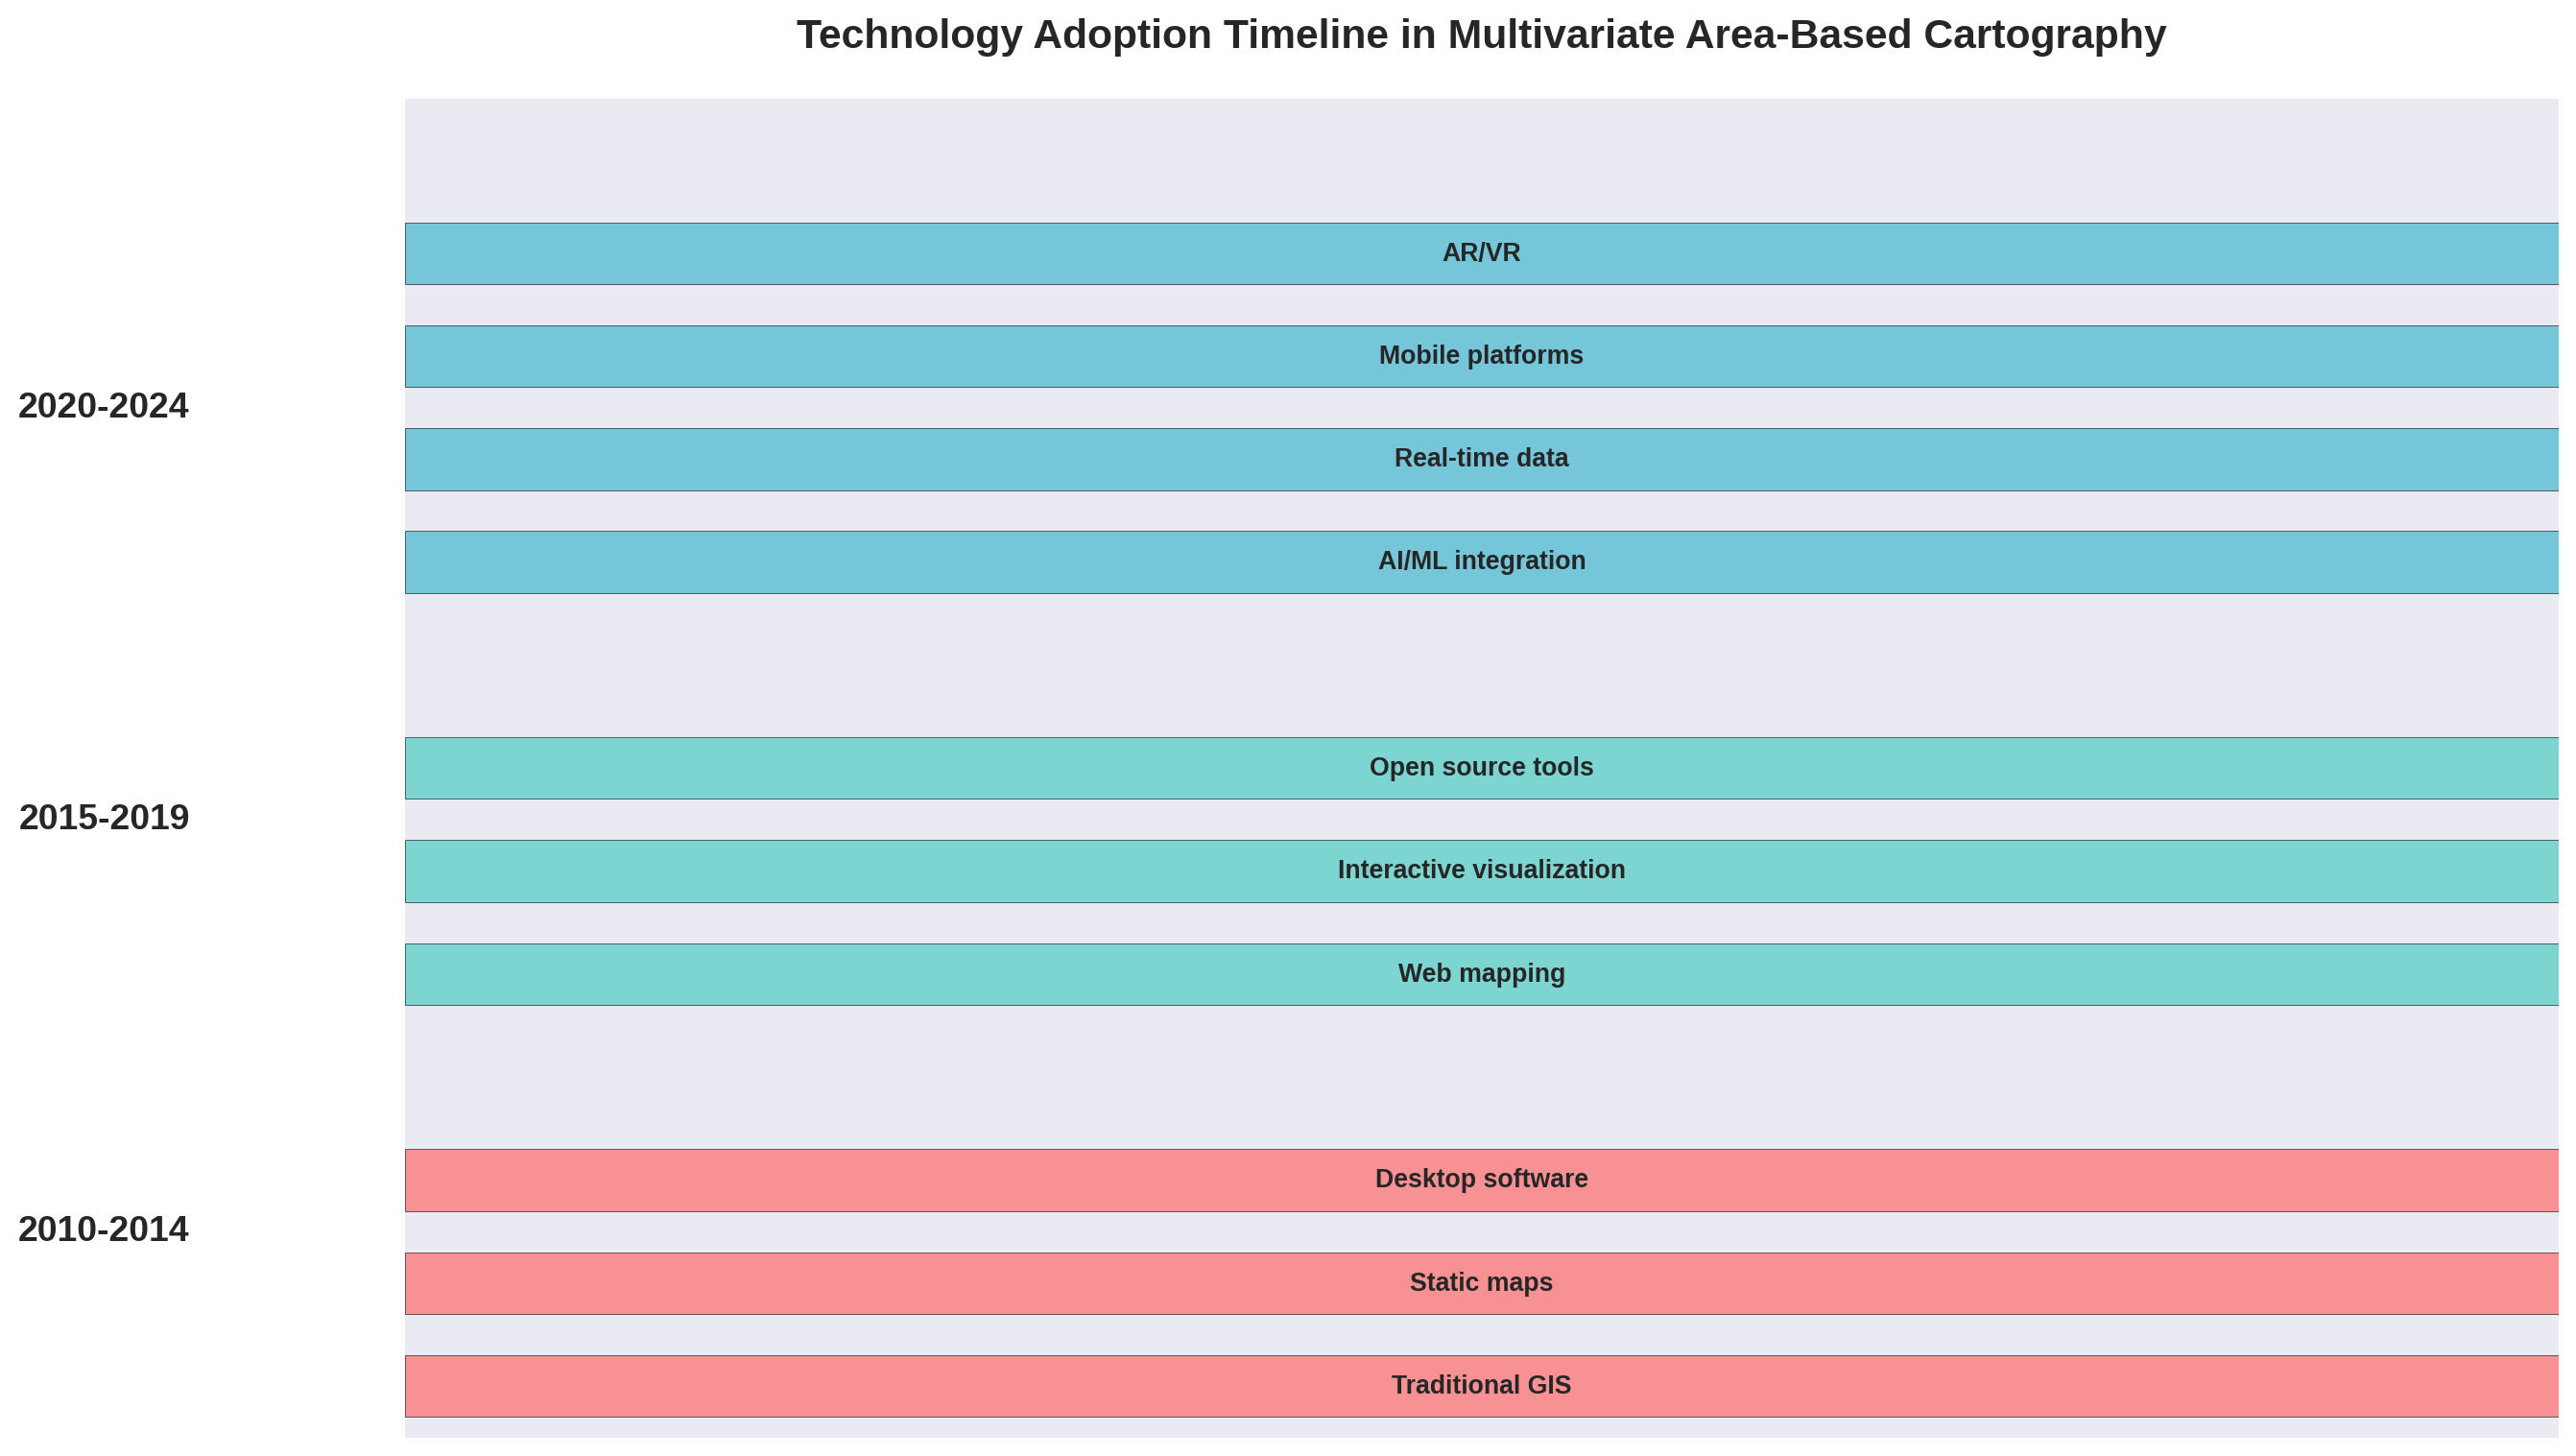 Technology Adoption Timeline in Multivariate Area-Based Cartography
2020-2024
AR/VR
Mobile platforms
Real-time data
AI/ML integration
2015-2019
Open source tools
Interactive visualization
Web mapping
2010-2014
Desktop software
Static maps
Traditional GIS